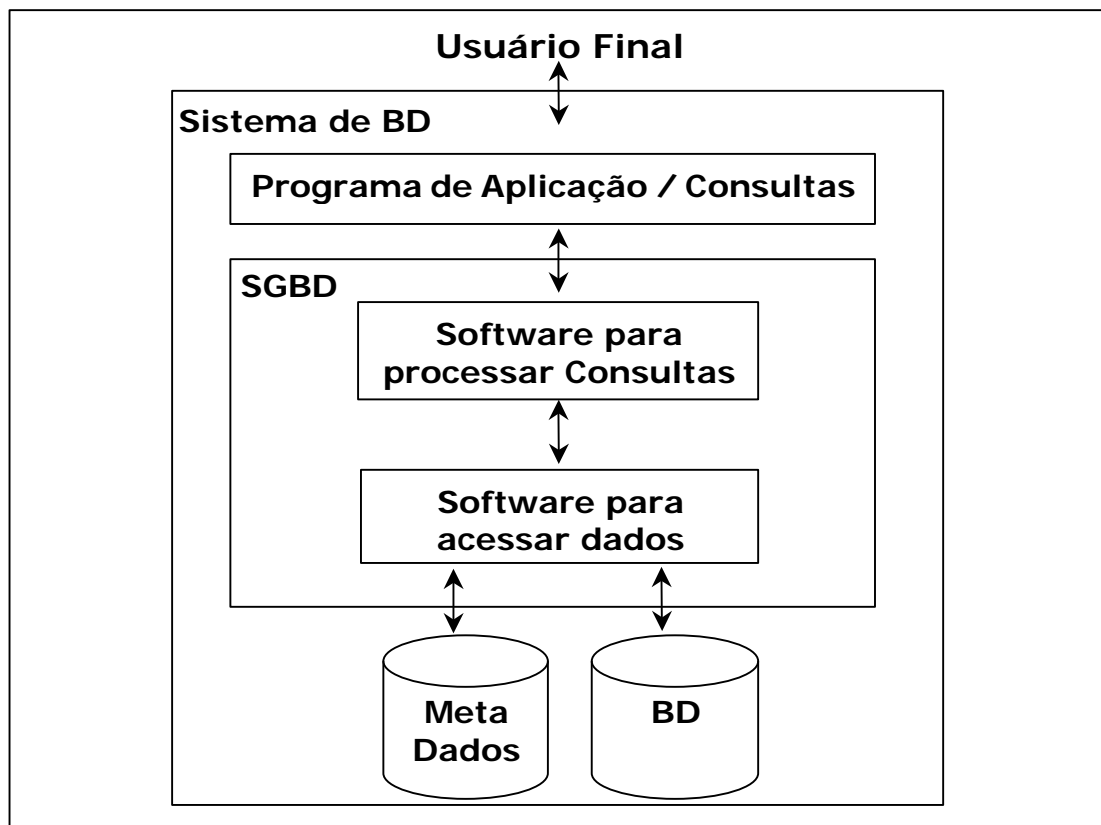 Usuário Final
Sistema de BD
Programa de Aplicação / Consultas
SGBD
Software para
processar Consultas
Software para
acessar dados
Meta
Dados
BD